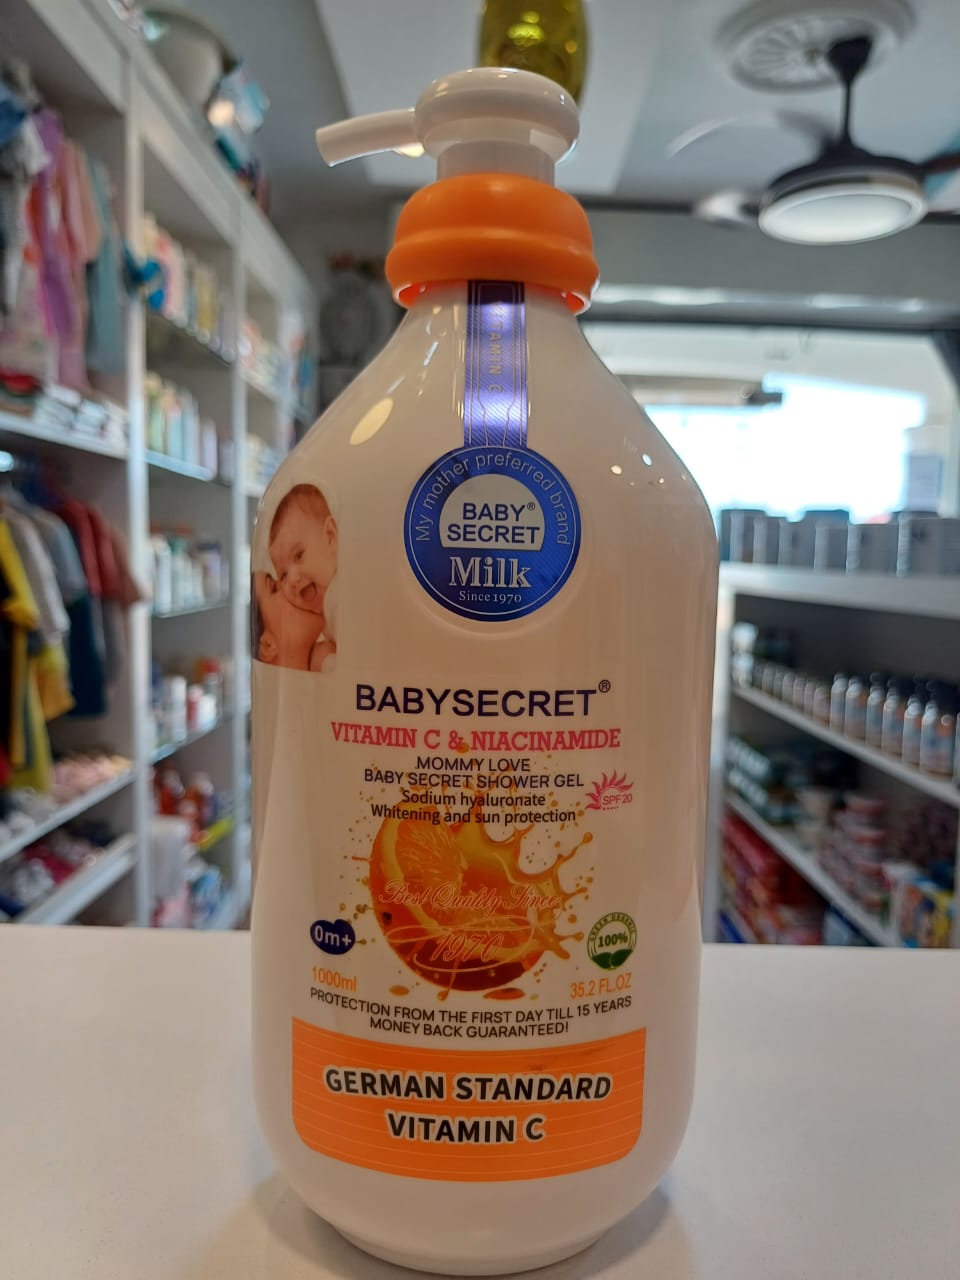 VITAMIN C
My mother preferred brand
BABY®
SECRET
Milk
Since 1970
BABYSECRET®
VITAMIN C & NIACINAMIDE
MOMMY LOVE
BABY SECRET SHOWER GEL
Sodium hyaluronate
Whitening and sun protection
SPF20
Best Quality Since
1970
0m+
100%
1000ml
35.2 FL.OZ
PROTECTION FROM THE FIRST DAY TILL 15 YEARS
MONEY BACK GUARANTEED!
GERMAN STANDARD
VITAMIN C